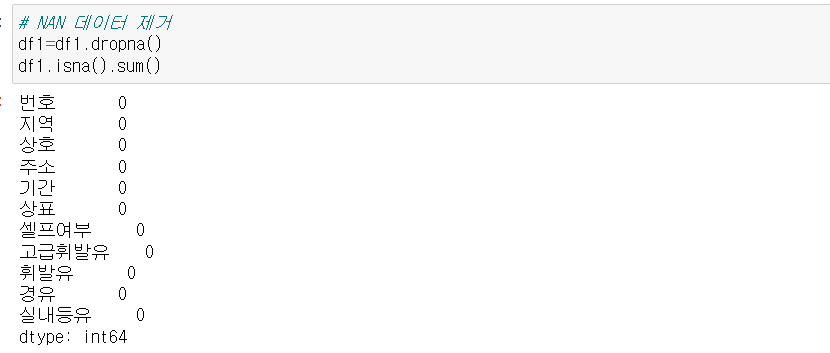 # NAN 데이터 제거
df1=df1.dropna()
df1.isna().sum()
번호 0
지역 0
상호 0
주소 0
기간 0
상표 0
셀프여부 0
고급휘발유 0
휘발유 0
경유 0
실내등유 0
dtype: int64